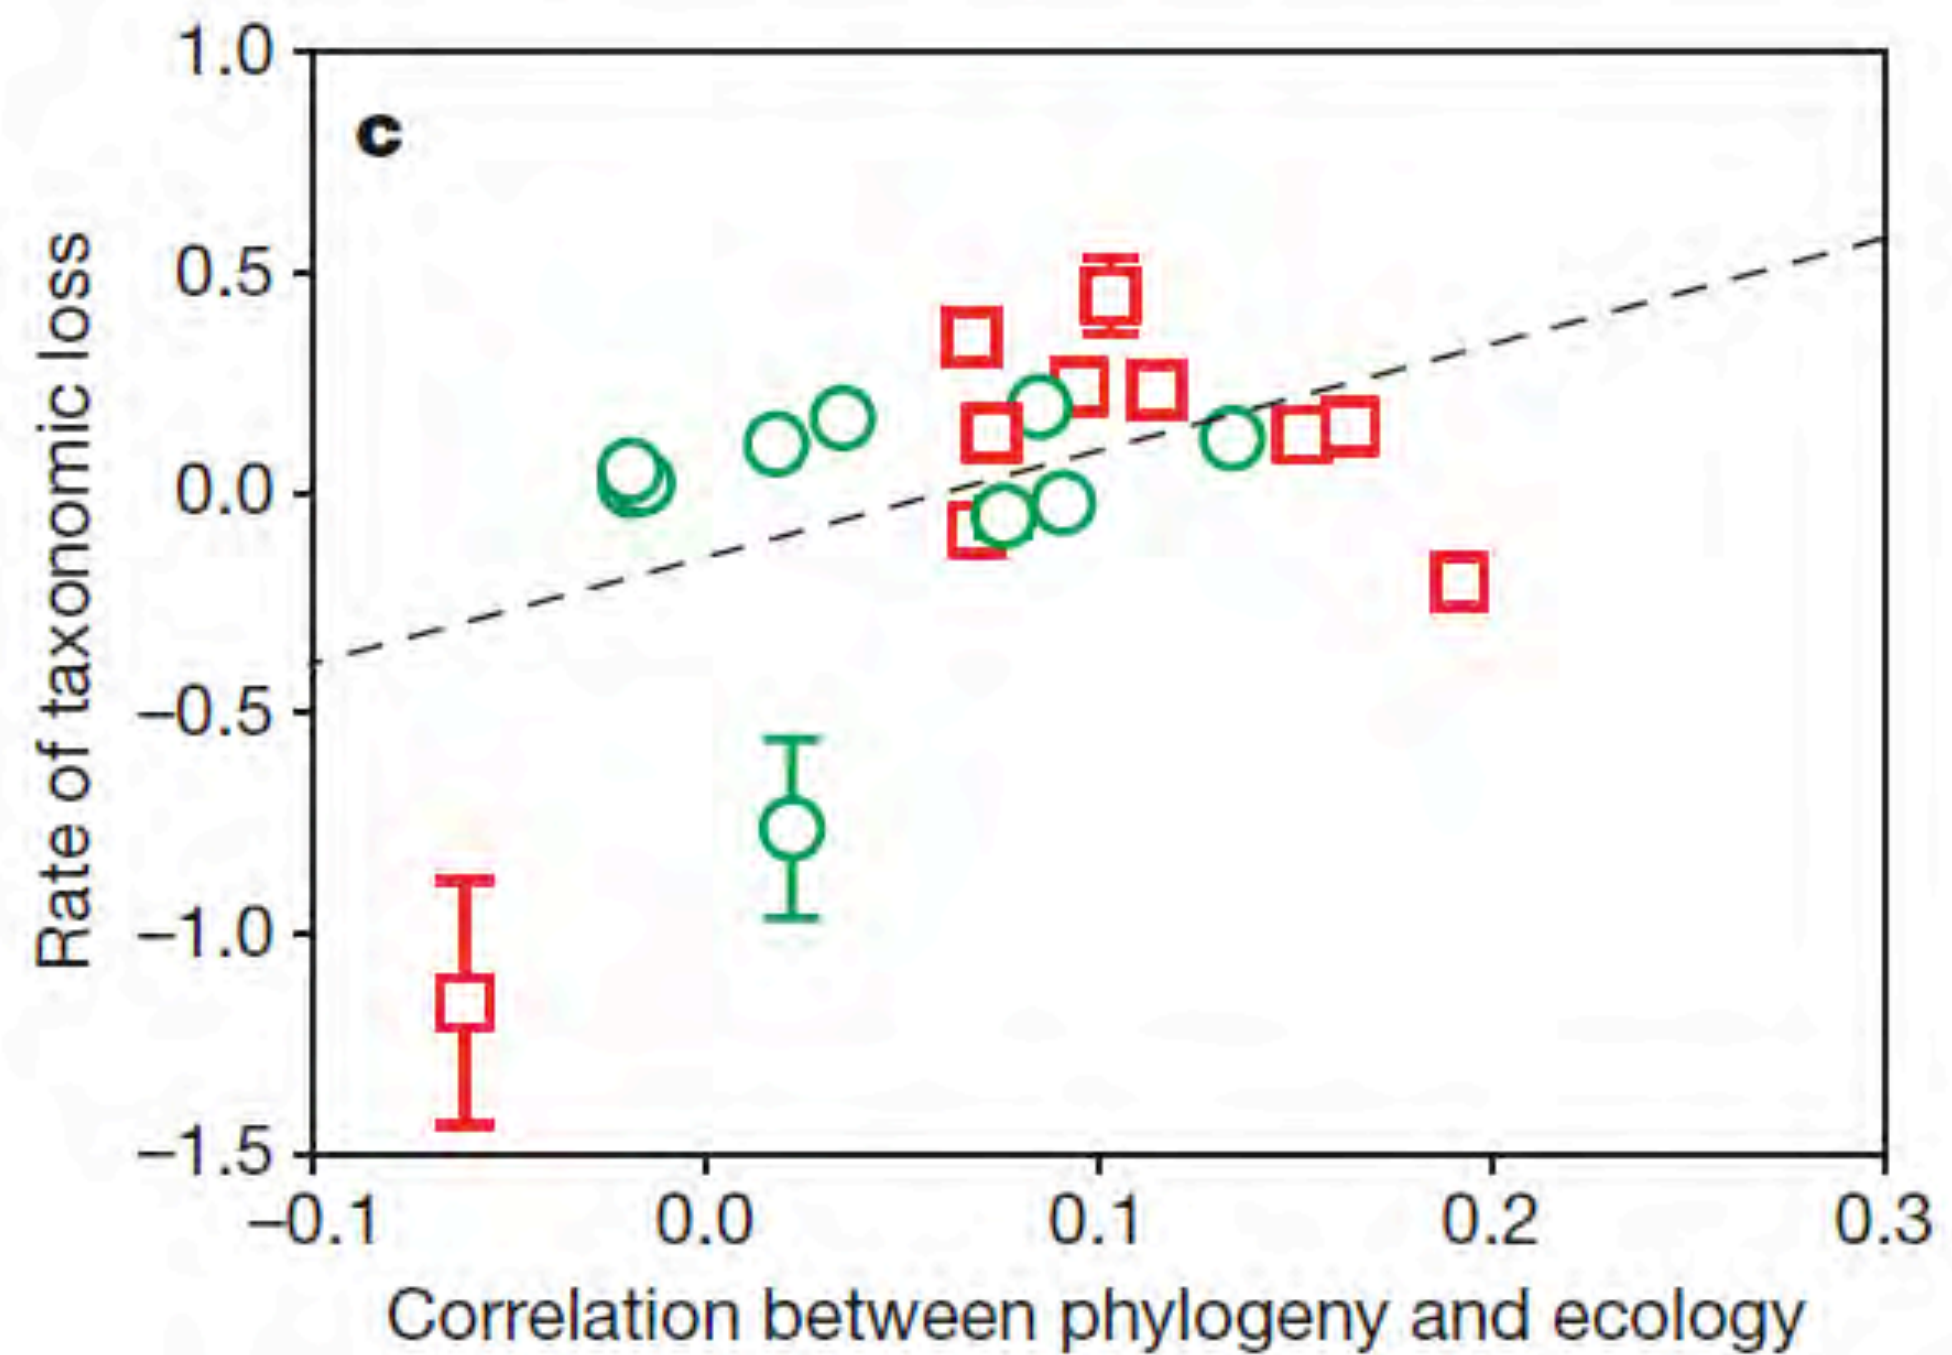 c
Rate of taxonomic loss
1.0
0.5
0.0
–0.5
–1.0
–1.5
–0.1 0.0 0.1 0.2 0.3
Correlation between phylogeny and ecology